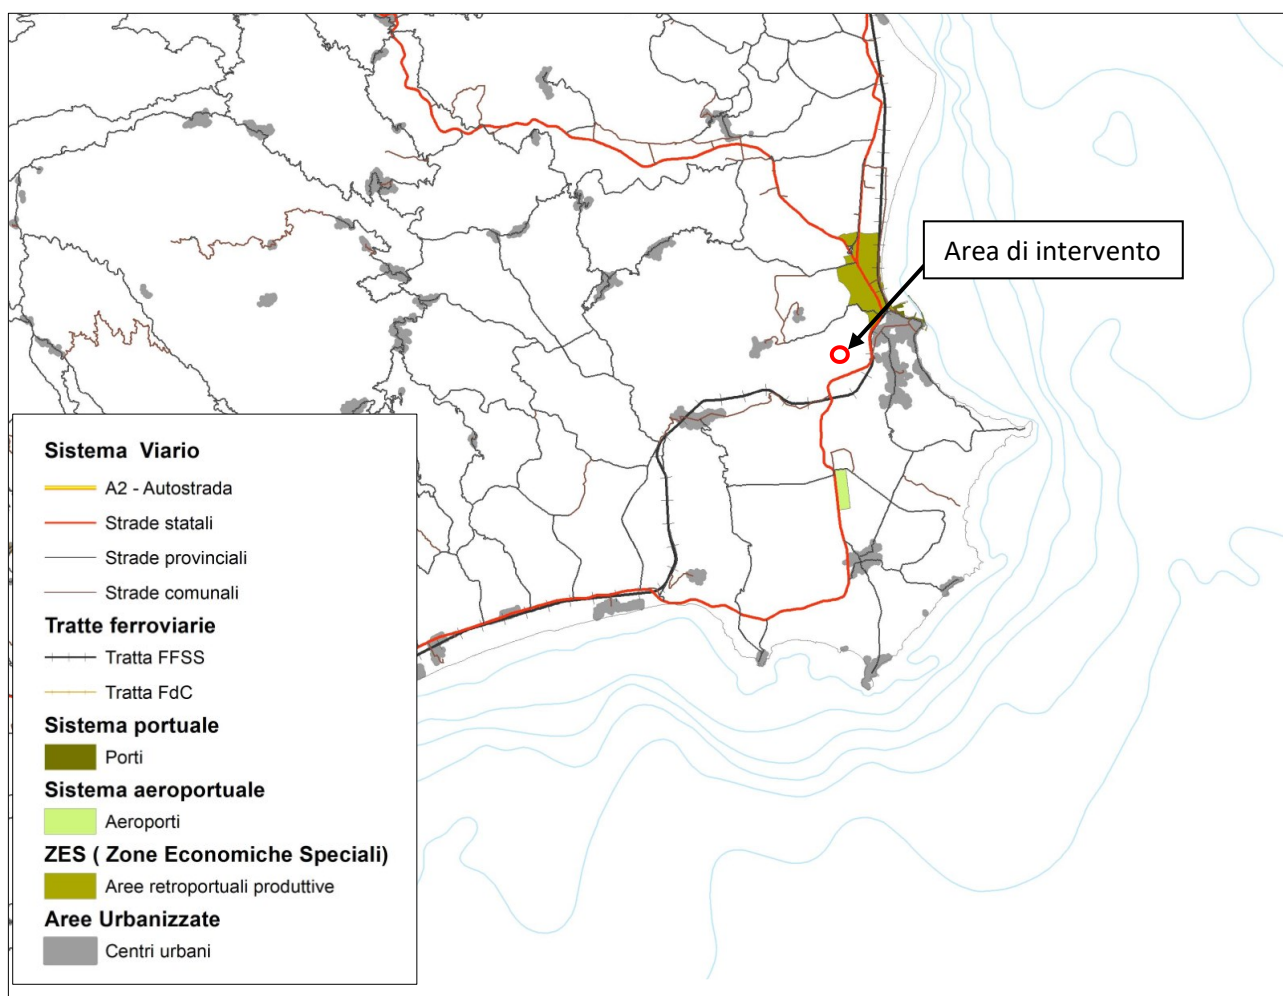 Area di intervento
Sistema Viario
A2 - Autostrada
Strade statali
Strade provinciali
Strade comunali
Tratte ferroviarie
Tratta FFSS
Tratta FdC
Sistema portuale
Porti
Sistema aeroportuale
Aeroporti
ZES ( Zone Economiche Speciali)
Aree retroportuali produttive
Aree Urbanizzate
Centri urbani